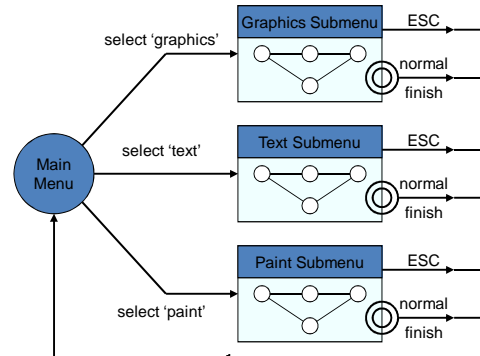 Graphics Submenu
ESC
select ‘graphics’
normal
finish
Text Submenu
ESC
select ‘text’
Main
Menu
normal
finish
Paint Submenu
ESC
select ‘paint’
normal
finish